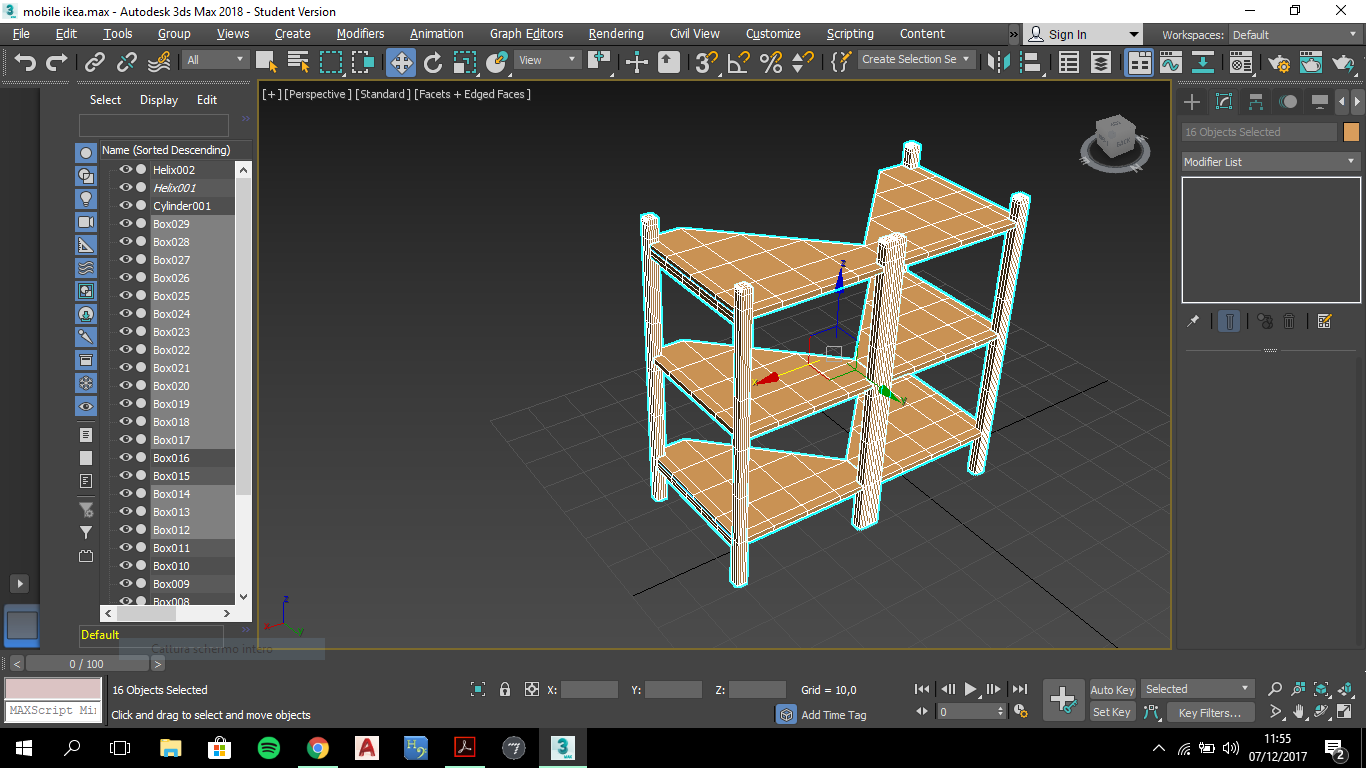 mobile ikea.max - Autodesk 3ds Max 2018 - Student Version
File Edit Tools Group Views Create Modifiers Animation Graph Editors Rendering Civil View Customize Scripting Content » Sign In Workspaces: Default
All View Create Selection Se
Select Display Edit
[+] [Perspective] [Standard] [Facets + Edged Faces]
16 Objects Selected
Name (Sorted Descending)
Modifier List
Helix002
Helix001
Cylinder001
Box029
Box028
Box027
Box026
Box025
Box024
Box023
Box022
Box021
Box020
Box019
Box018
Box017
Box016
Box015
Box014
Box013
Box012
Box011
Box010
Box009
Box008
z
x
y
z
x
y
Default
Cattura schermo intero
0 / 100
16 Objects Selected X: Y: Z: Grid = 10,0 Auto Key Selected
MAXScript Mi
Click and drag to select and move objects Add Time Tag 0 Set Key Key Filters...
11:55
07/12/2017
2